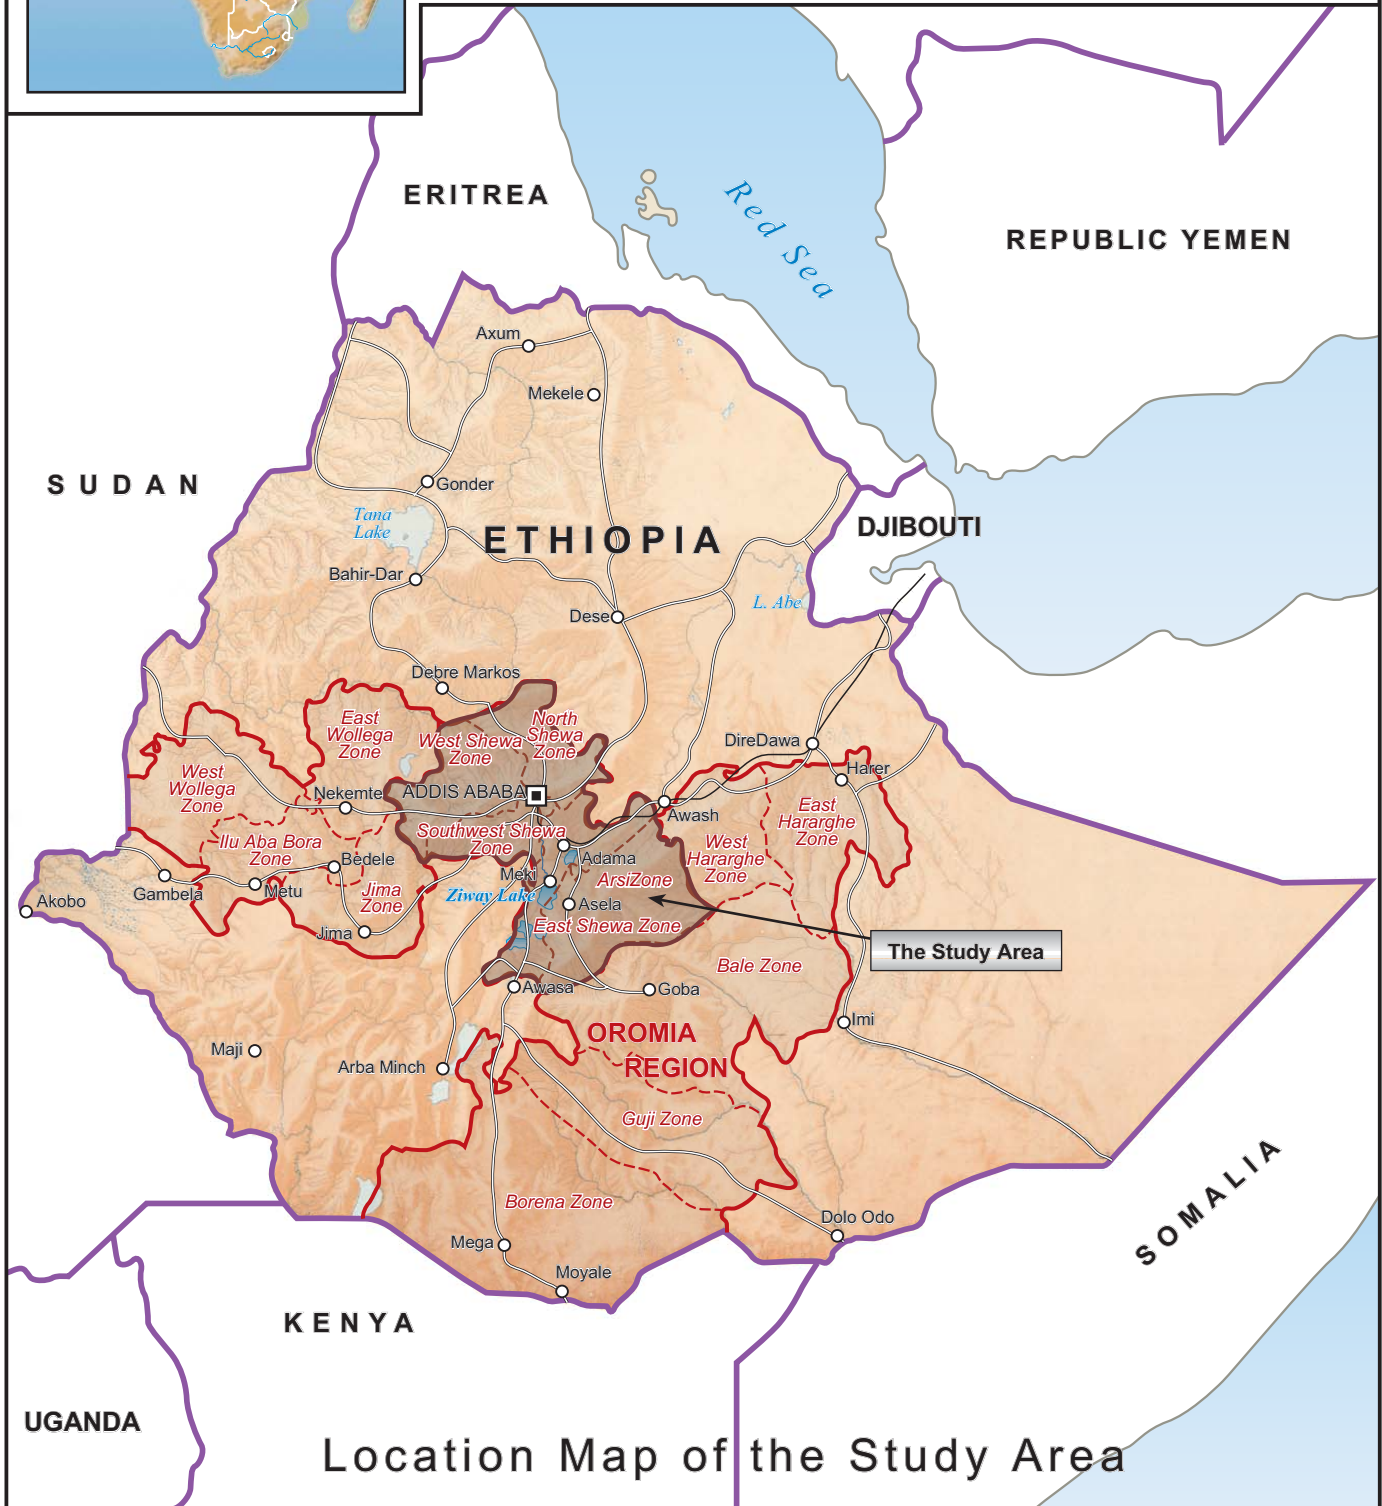 ERITREA
Red Sea
REPUBLIC YEMEN
Axum
Mekele
SUDAN
Gonder
Tana
Lake
ETHIOPIA
DJIBOUTI
Bahir-Dar
L. Abe
Dese
Debre Markos
East
Wollega
Zone
West Shewa
Zone
North
Shewa
Zone
DireDawa
Harer
West
Wollega
Zone
Nekemte
ADDIS ABABA
Awash
East
Hararghe
Zone
Ilu Aba Bora
Zone
Southwest Shewa
Zone
West
Hararghe
Zone
Bedele
Adama
Meki
ArsiZone
Gambela
Metu
Jima
Zone
Ziway Lake
Akobo
Asela
Jima
East Shewa Zone
The Study Area
Bale Zone
Awasa
Goba
Imi
OROMIA
REGION
Maji
Arba Minch
Guji Zone
Borena Zone
Dolo Odo
SOMALIA
Mega
Moyale
KENYA
UGANDA
Location Map of the Study Area